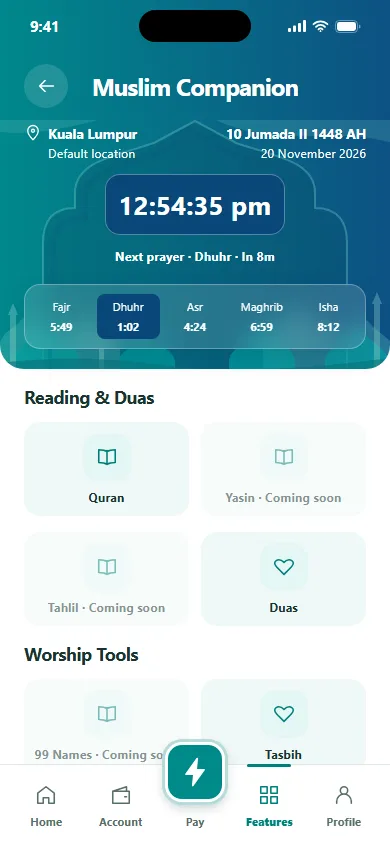 9:41
Muslim Companion
Kuala Lumpur
10 Jumada II 1448 AH
Default location
20 November 2026
12:54:35 pm
Next prayer · Dhuhr · In 8m
Fajr Dhuhr Asr Maghrib Isha
5:49 1:02 4:24 6:59 8:12
Reading & Duas
Quran
Yasin · Coming soon
Tahlil · Coming soon
Duas
Worship Tools
99 Names · Coming
Tasbih
Home Account Pay Features Profile